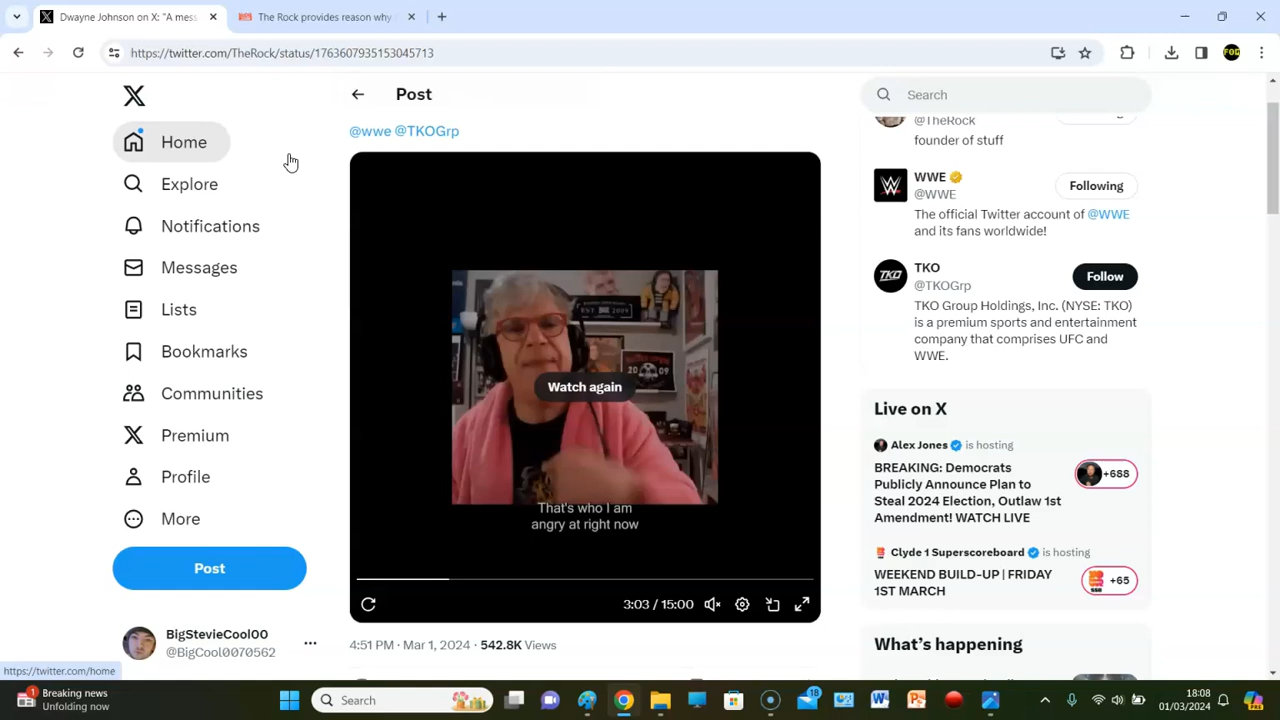 Dwayne Johnson on X: "A mess
The Rock provides reason why
https://twitter.com/TheRock/status/1763607935153045713
Home
Explore
Notifications
Messages
Lists
Bookmarks
Communities
Premium
Profile
More
Post
BigStevieCool00
@BigCool0070562
https://twitter.com/home
Post
@wwe @TKOGrp
EST 2009
2009
Watch again
That's who I am
angry at right now
3:03 / 15:00
4:51 PM · Mar 1, 2024 · 542.8K Views
Search
@TheRock
founder of stuff
WWE
@WWE
Following
The official Twitter account of @WWE
and its fans worldwide!
TKO
TKO
@TKOGrp
Follow
TKO Group Holdings, Inc. (NYSE: TKO)
is a premium sports and entertainment
company that comprises UFC and
WWE.
Live on X
Alex Jones is hosting
BREAKING: Democrats
Publicly Announce Plan to
Steal 2024 Election, Outlaw 1st
Amendment! WATCH LIVE
+688
Clyde 1 Superscoreboard is hosting
WEEKEND BUILD-UP | FRIDAY
1ST MARCH
+65
What's happening
1
Breaking news
Unfolding now
Search
18
18:08
01/03/2024